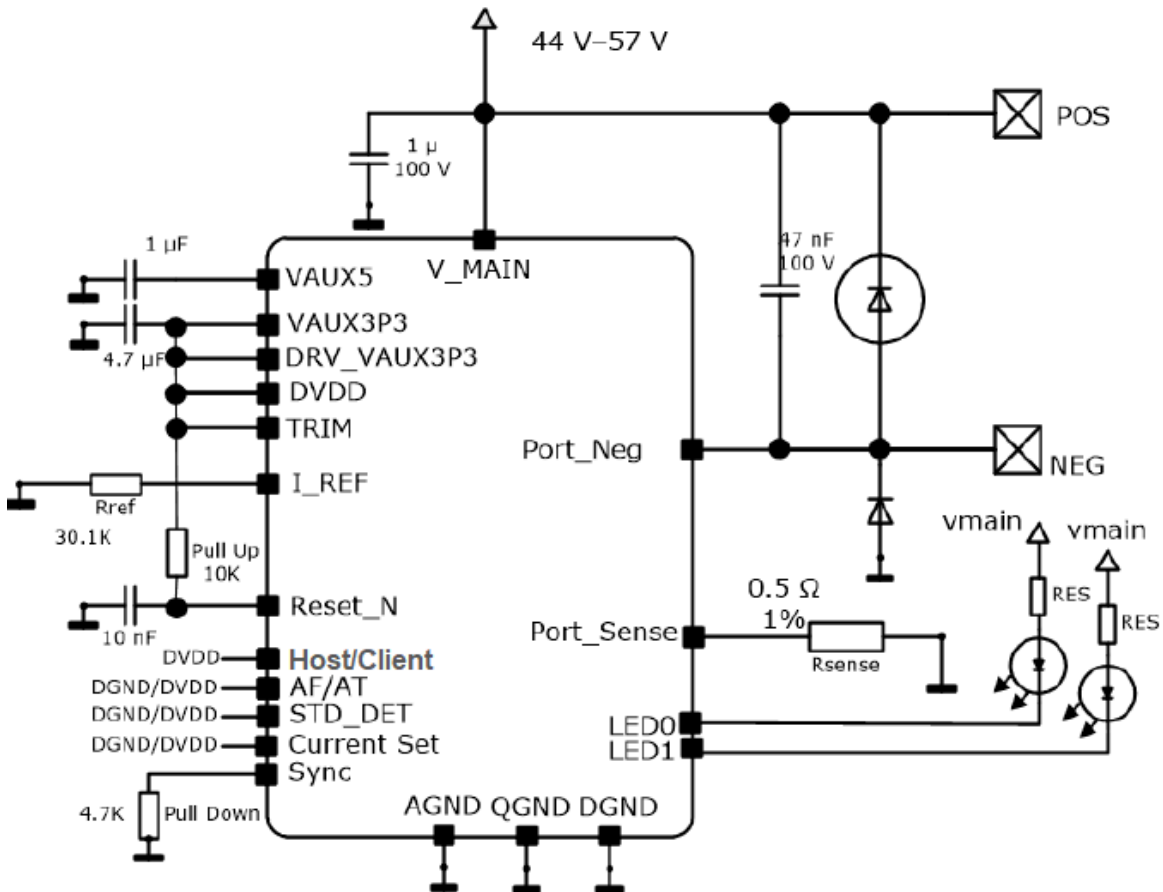 44 V–57 V
POS
1 µ
100 V
1 µF
V_MAIN
47 nF
100 V
VAUX5
VAUX3P3
4.7 µF
DRV_VAUX3P3
DVDD
TRIM
Port_Neg
NEG
I_REF
Rref
30.1K
Pull Up
10K
vmain
vmain
RES
RES
Reset_N
10 nF
0.5 Ω
1%
Port_Sense
Rsense
DVDD
Host/Client
DGND/DVDD
AF/AT
DGND/DVDD
STD_DET
DGND/DVDD
Current Set
LED0
LED1
Sync
4.7K
Pull Down
AGND
QGND
DGND